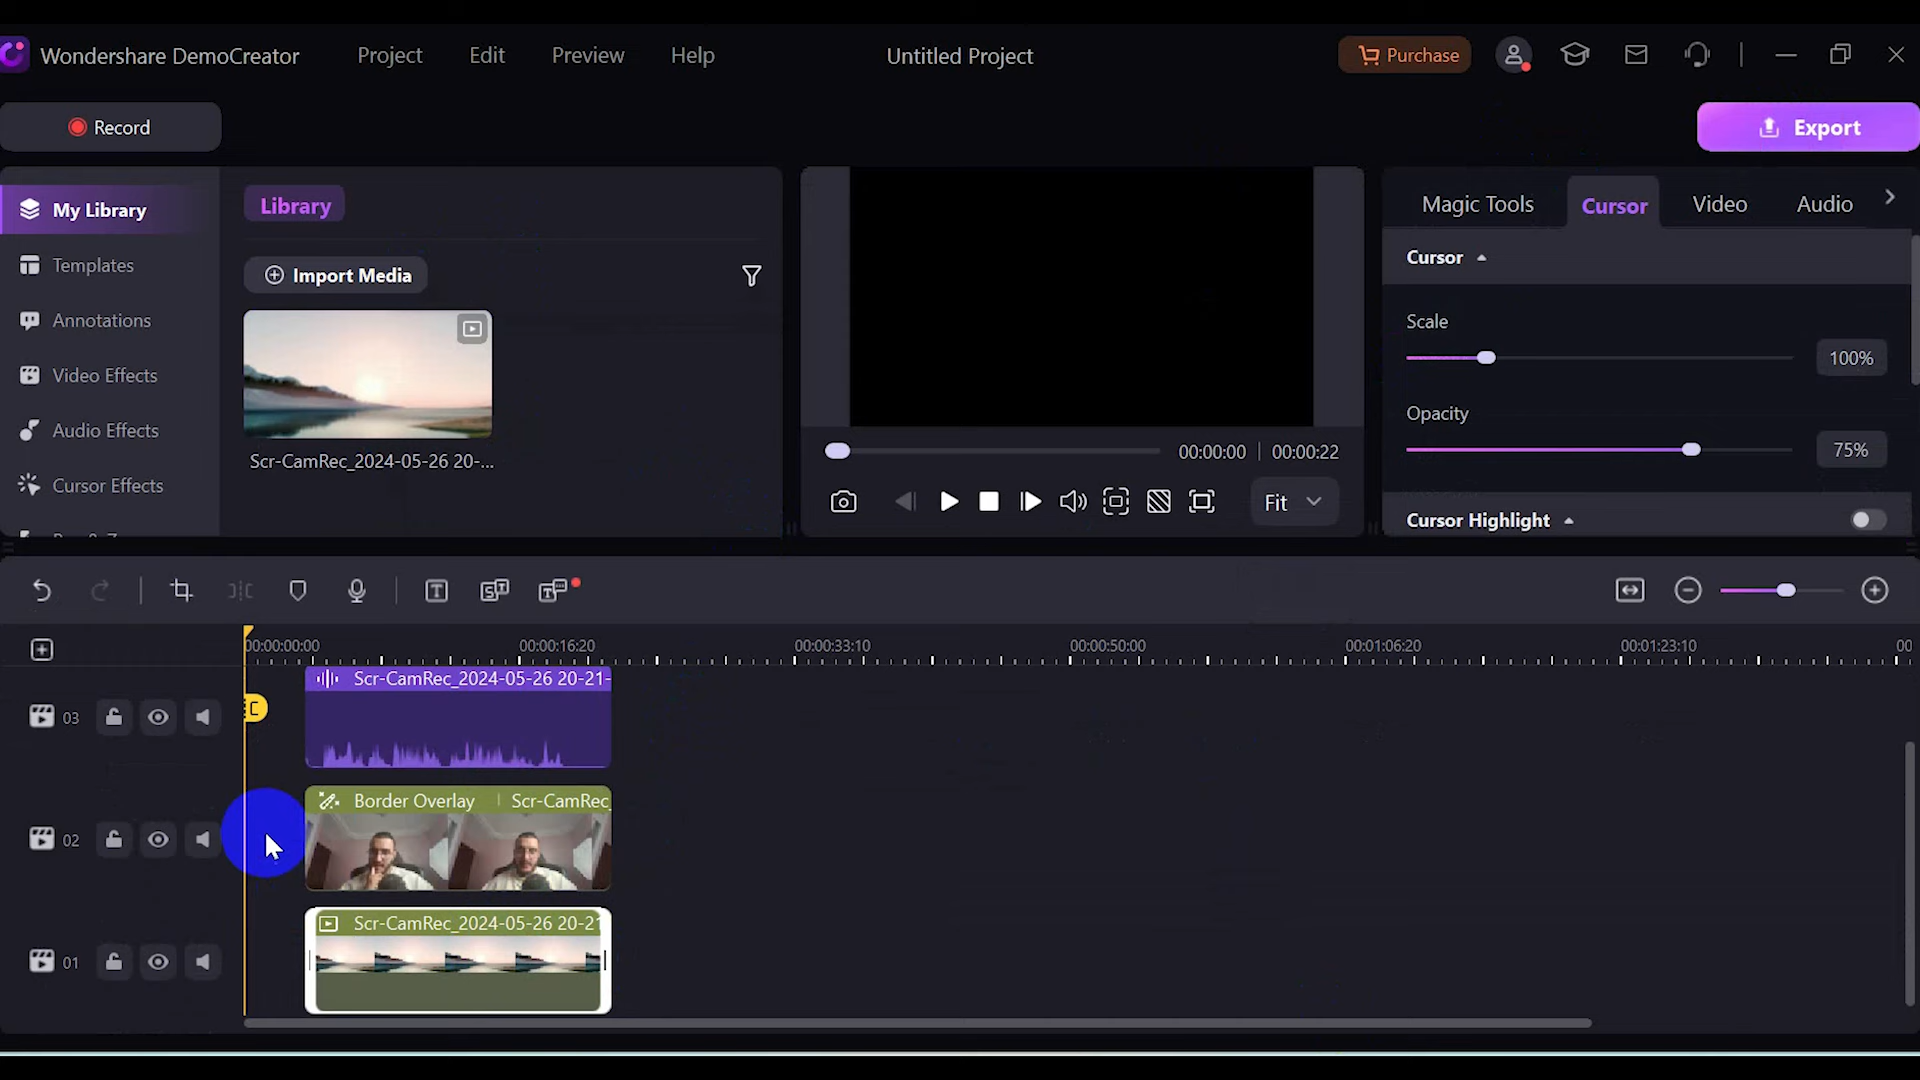 Wondershare DemoCreator
Project
Edit
Preview
Help
Untitled Project
Purchase
Record
Export
My Library
Templates
Annotations
Video Effects
Audio Effects
Cursor Effects
Library
Import Media
Scr-CamRec_2024-05-26 20-...
00:00:00 | 00:00:22
Fit
Magic Tools
Cursor
Video
Audio
Cursor
Scale
100%
Opacity
75%
Cursor Highlight
00:00:00:00
00:00:16:20
00:00:33:10
00:00:50:00
00:01:06:20
00:01:23:10
00
03
Scr-CamRec_2024-05-26 20-21-
02
Border Overlay
Scr-CamRec_
01
Scr-CamRec_2024-05-26 20-21